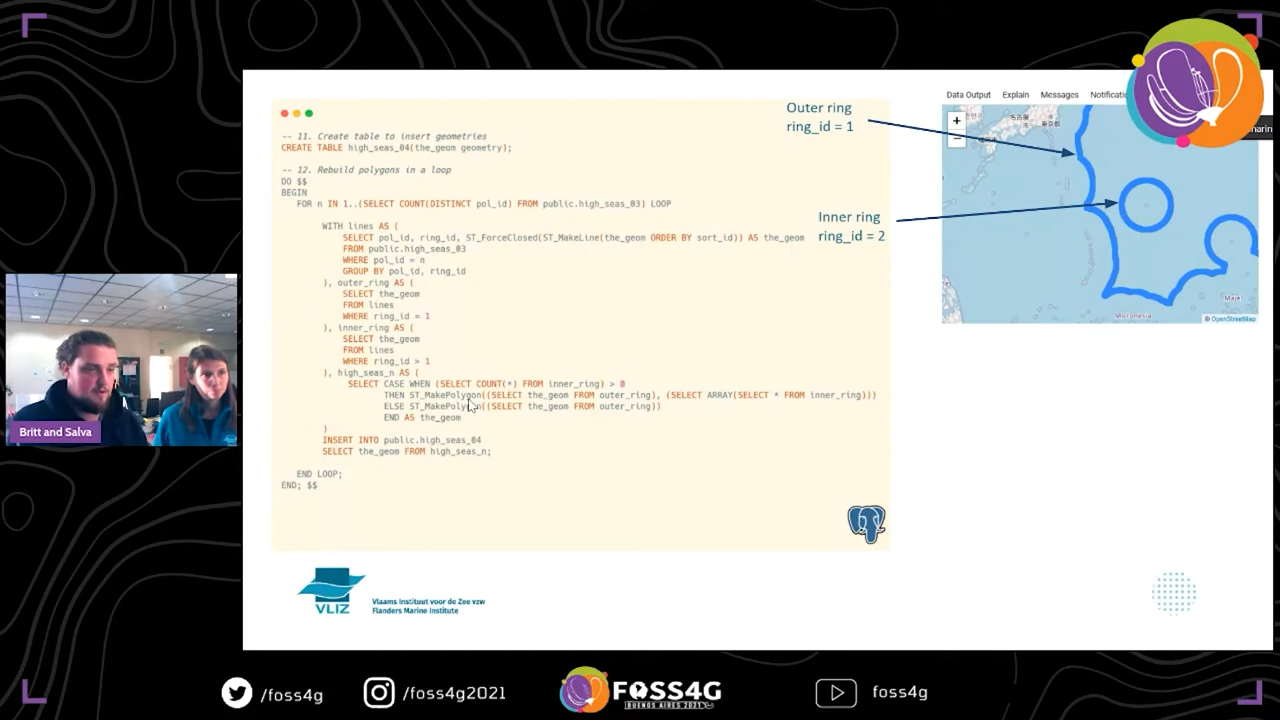 -- 11. Create table to insert geometries
CREATE TABLE high_seas_04(the_geom geometry);
-- 12. Rebuild polygons in a loop
DO $$
BEGIN
FOR n IN 1..(SELECT COUNT(DISTINCT pol_id) FROM public.high_seas_03) LOOP
WITH lines AS (
SELECT pol_id, ring_id, ST_ForceClosed(ST_MakeLine(the_geom ORDER BY sort_id)) AS the_geom
FROM public.high_seas_03
WHERE pol_id = n
GROUP BY pol_id, ring_id
), outer_ring AS (
SELECT the_geom
FROM lines
WHERE ring_id = 1
), inner_ring AS (
SELECT the_geom
FROM lines
WHERE ring_id > 1
), high_seas_n AS (
SELECT CASE WHEN (SELECT COUNT(*) FROM inner_ring) > 0
THEN ST_MakePolygon((SELECT the_geom FROM outer_ring), (SELECT ARRAY(SELECT * FROM inner_ring)))
ELSE ST_MakePolygon((SELECT the_geom FROM outer_ring))
END AS the_geom
)
INSERT INTO public.high_seas_04
SELECT the_geom FROM high_seas_n;
END LOOP;
END; $$
Outer ring
ring_id = 1
Inner ring
ring_id = 2
Data Output Explain Messages
+
−
名古屋
東京都
Micronesia
© OpenStreetMap
Britt and Salva
VLIZ
Vlaams Instituut voor de Zee vzw
Flanders Marine Institute
/foss4g
/foss4g2021
FOSS4G
BUENOS AIRES 2021
foss4g